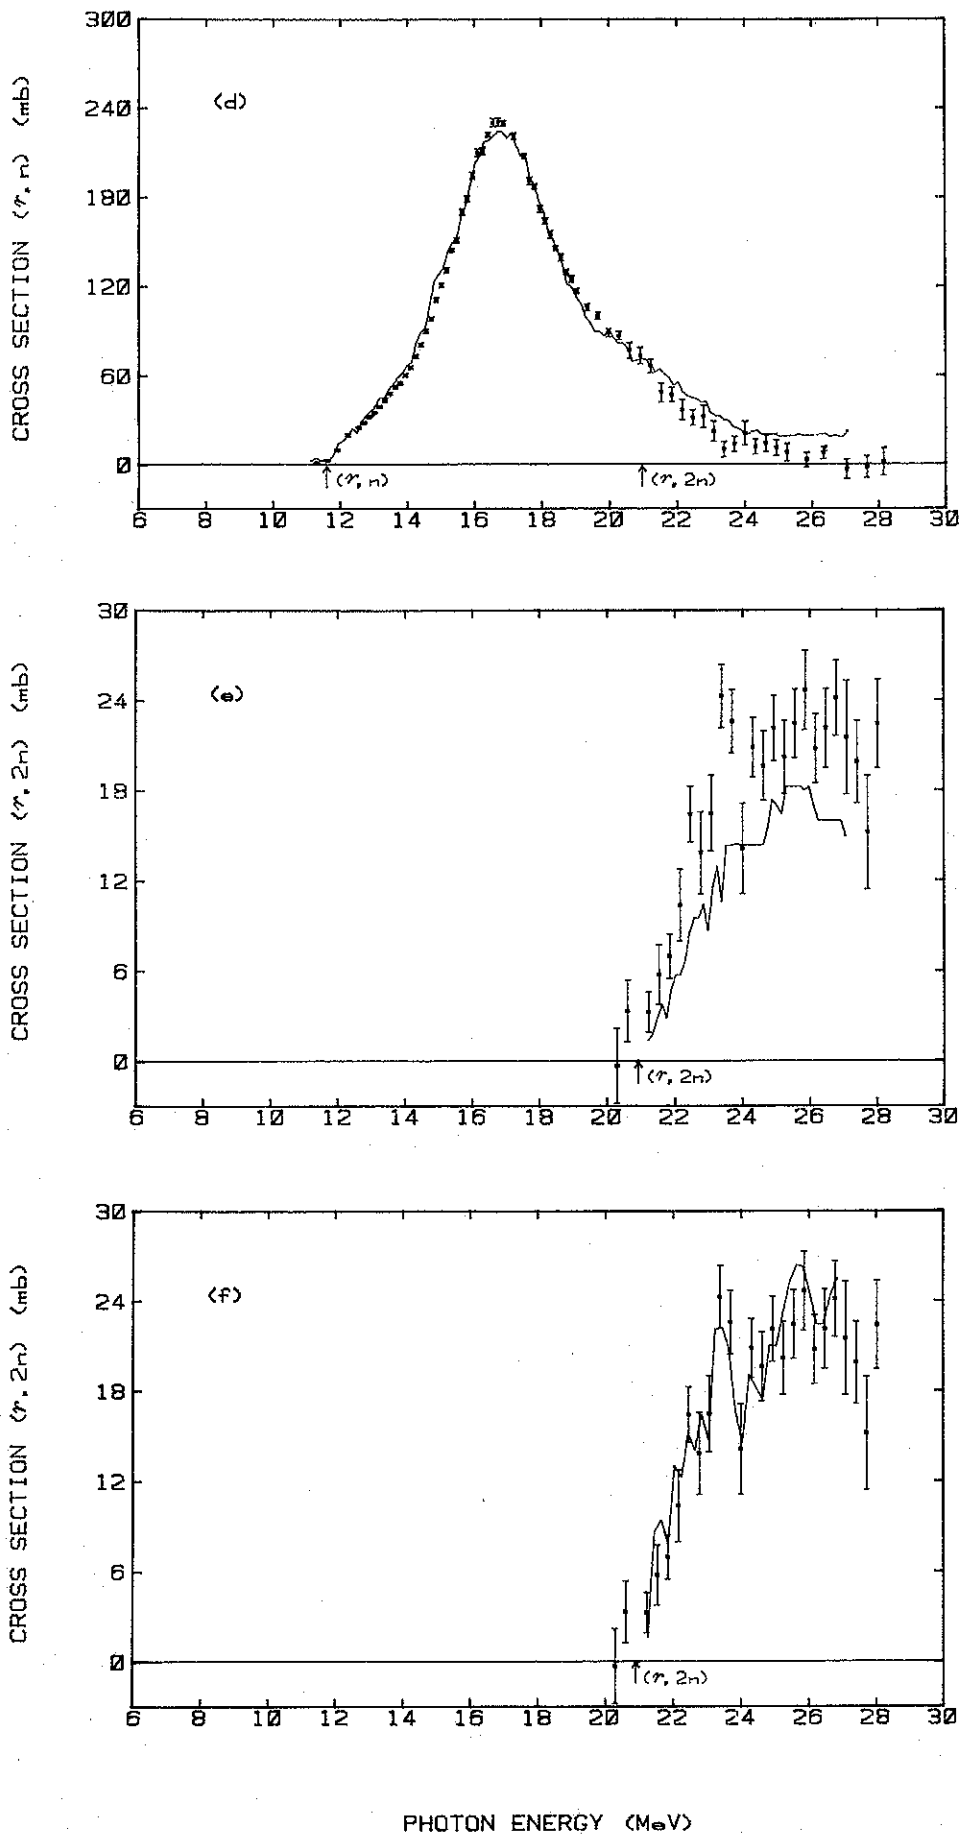 CROSS SECTION (γ, n) (mb)
300
240
180
120
60
0
(d)
(γ, n)
(γ, 2n)
6 8 10 12 14 16 18 20 22 24 26 28 30
CROSS SECTION (γ, 2n) (mb)
30
24
18
12
6
0
(e)
(γ, 2n)
6 8 10 12 14 16 18 20 22 24 26 28 30
CROSS SECTION (γ, 2n) (mb)
30
24
18
12
6
0
(f)
(γ, 2n)
6 8 10 12 14 16 18 20 22 24 26 28 30
PHOTON ENERGY (MeV)